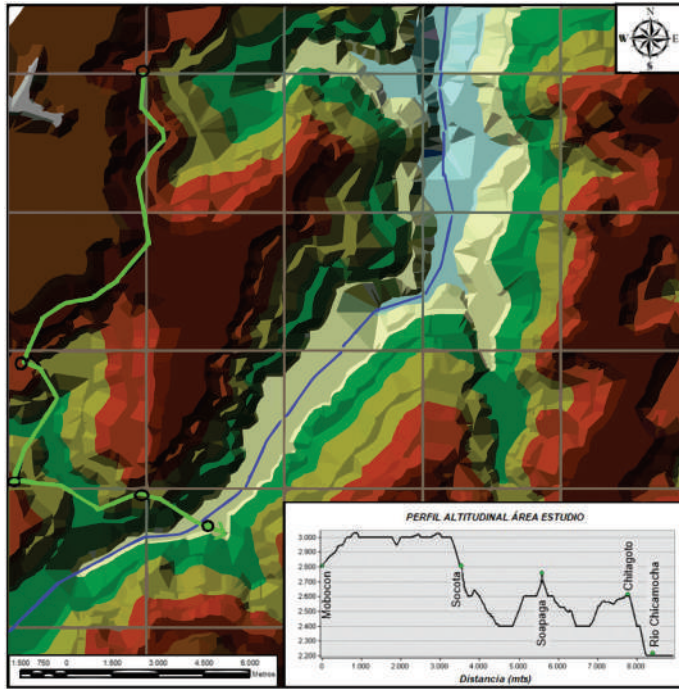 N
W E
S
1.500 750 0 1.500 3.000 4.500 6.000
Metros
PERFIL ALTITUDINAL ÁREA ESTUDIO
3.000
2.900
2.800
2.700
2.600
2.500
2.400
2.300
2.200
Mobocon
Socota
Soapaga
Chitagoto
Rio Chicamocha
0 1.000 2.000 3.000 4.000 5.000 6.000 7.000 8.000
Distancia (mts)